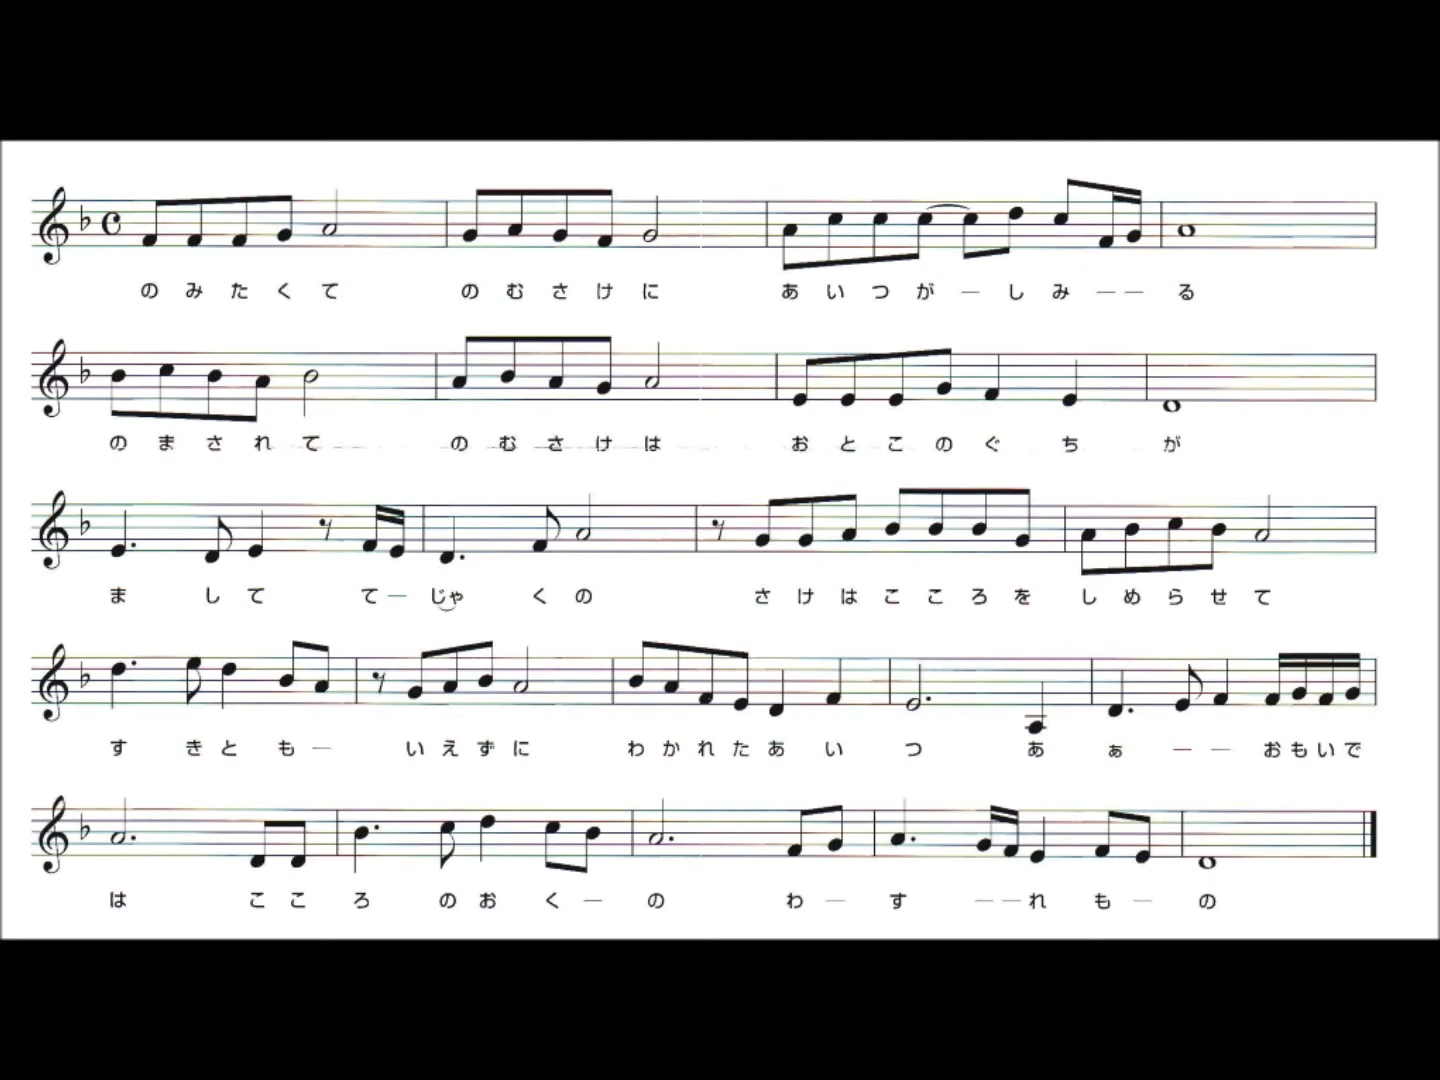 のみたくて のむさけに あいつが―しみ――る
のまされて のむさけは おとこのぐちが
まして て―じゃくの さけはこころを しめらせて
すきとも― いえずに わかれたあいつ あぁ――おもいで
は こころのおく―の わ―す――れも―の